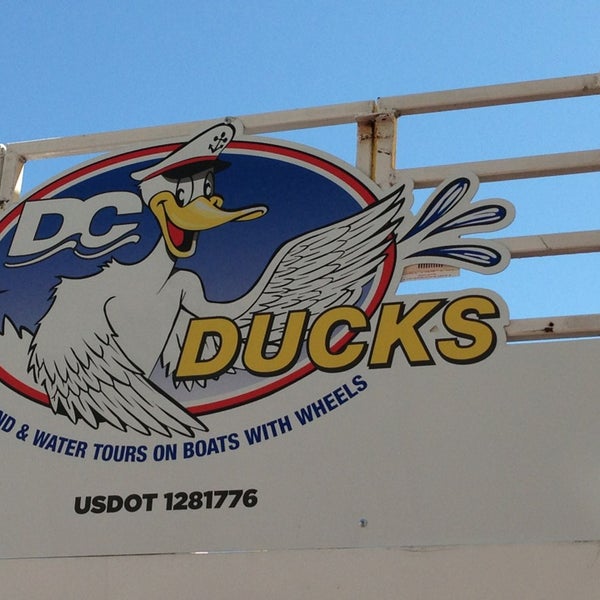 DC
DUCKS
ND & WATER TOURS ON BOATS WITH WHEELS
USDOT 1281776